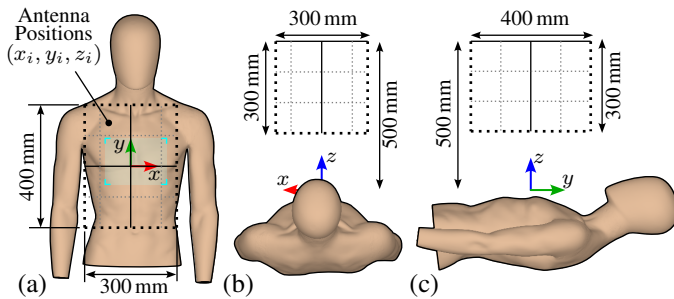 Antenna
Positions
(x_i, y_i, z_i)
400 mm
y
x
300 mm
(a)
300 mm
300 mm
500 mm
z
x
(b)
400 mm
500 mm
300 mm
z
y
(c)